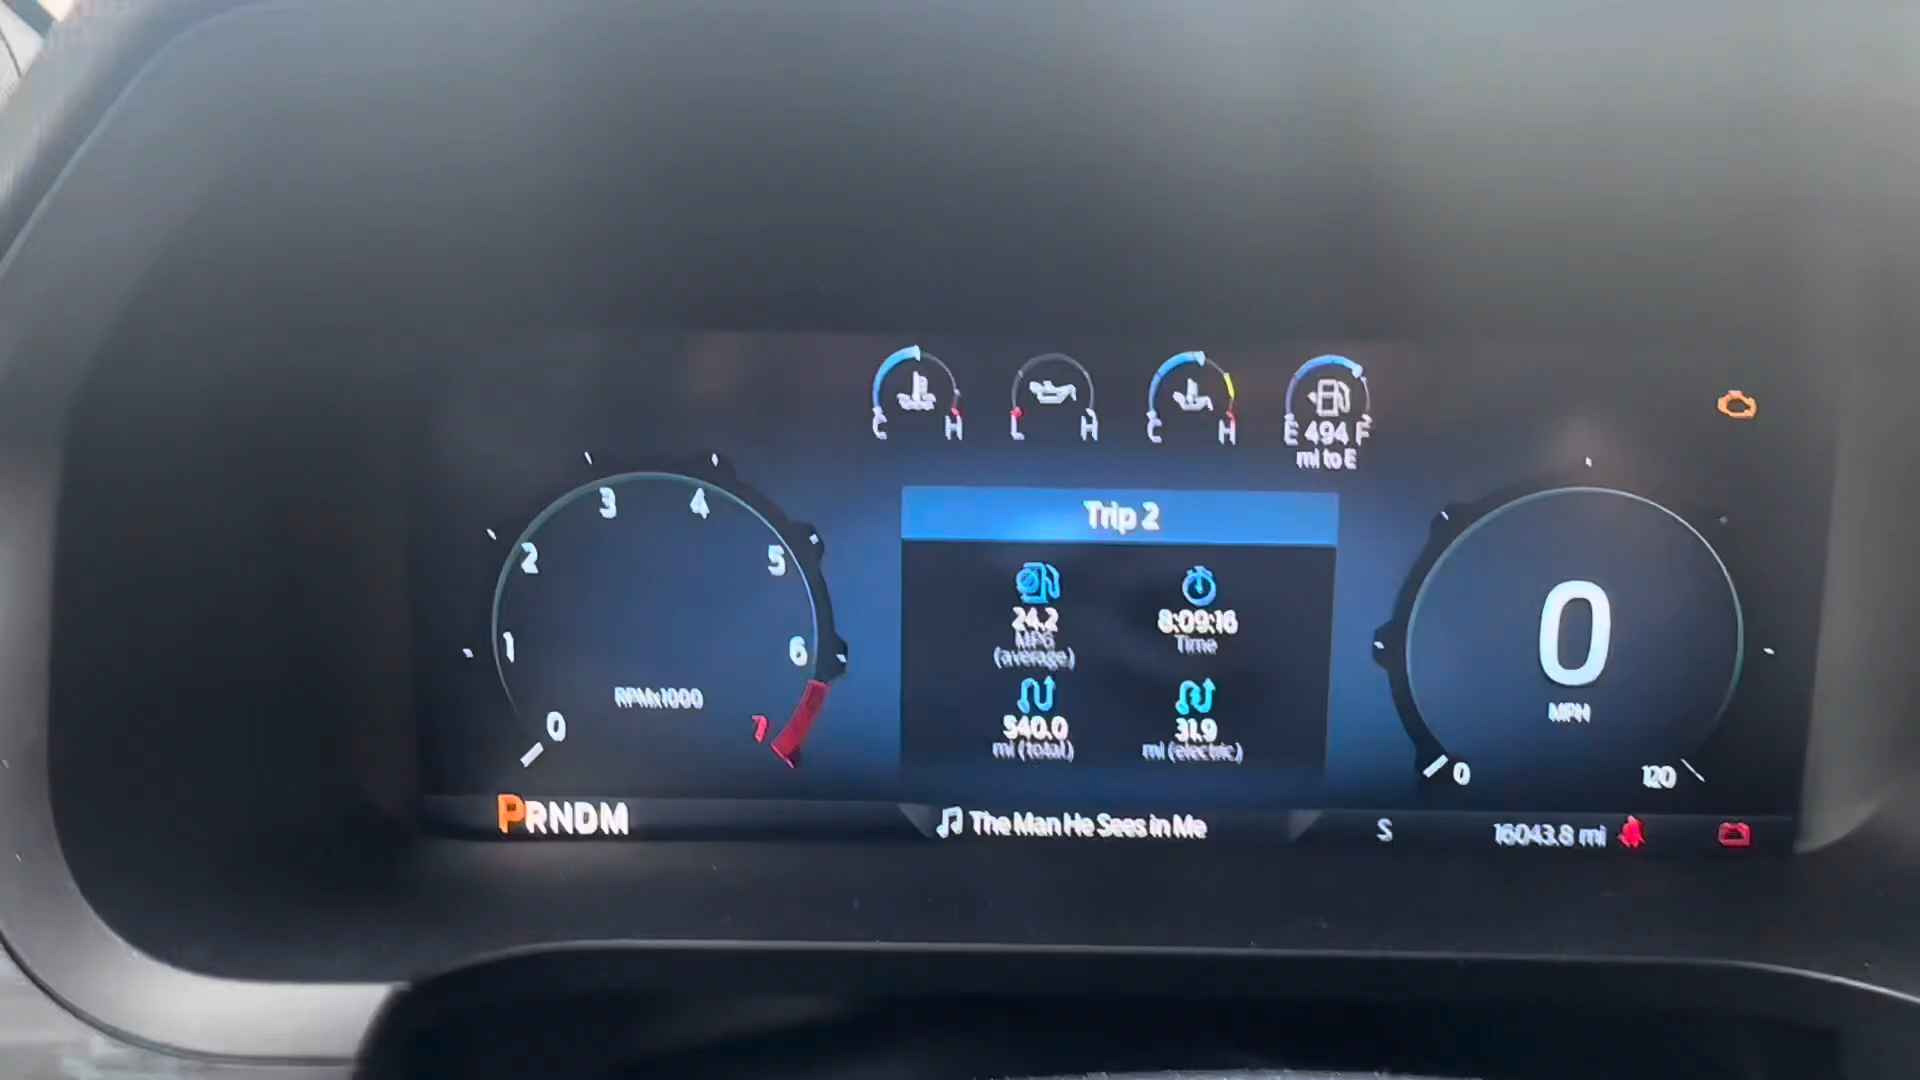 C H
L H
C H
E 494 F
mi to E
0
1
2
3
4
5
6
7
RPMx1000
Trip 2
24.2
MPG
(average)
8:09:16
Time
540.0
mi (total)
31.9
mi (electric)
0
MPH
0
120
PRNDM
The Man He Sees in Me
S
16043.8 mi